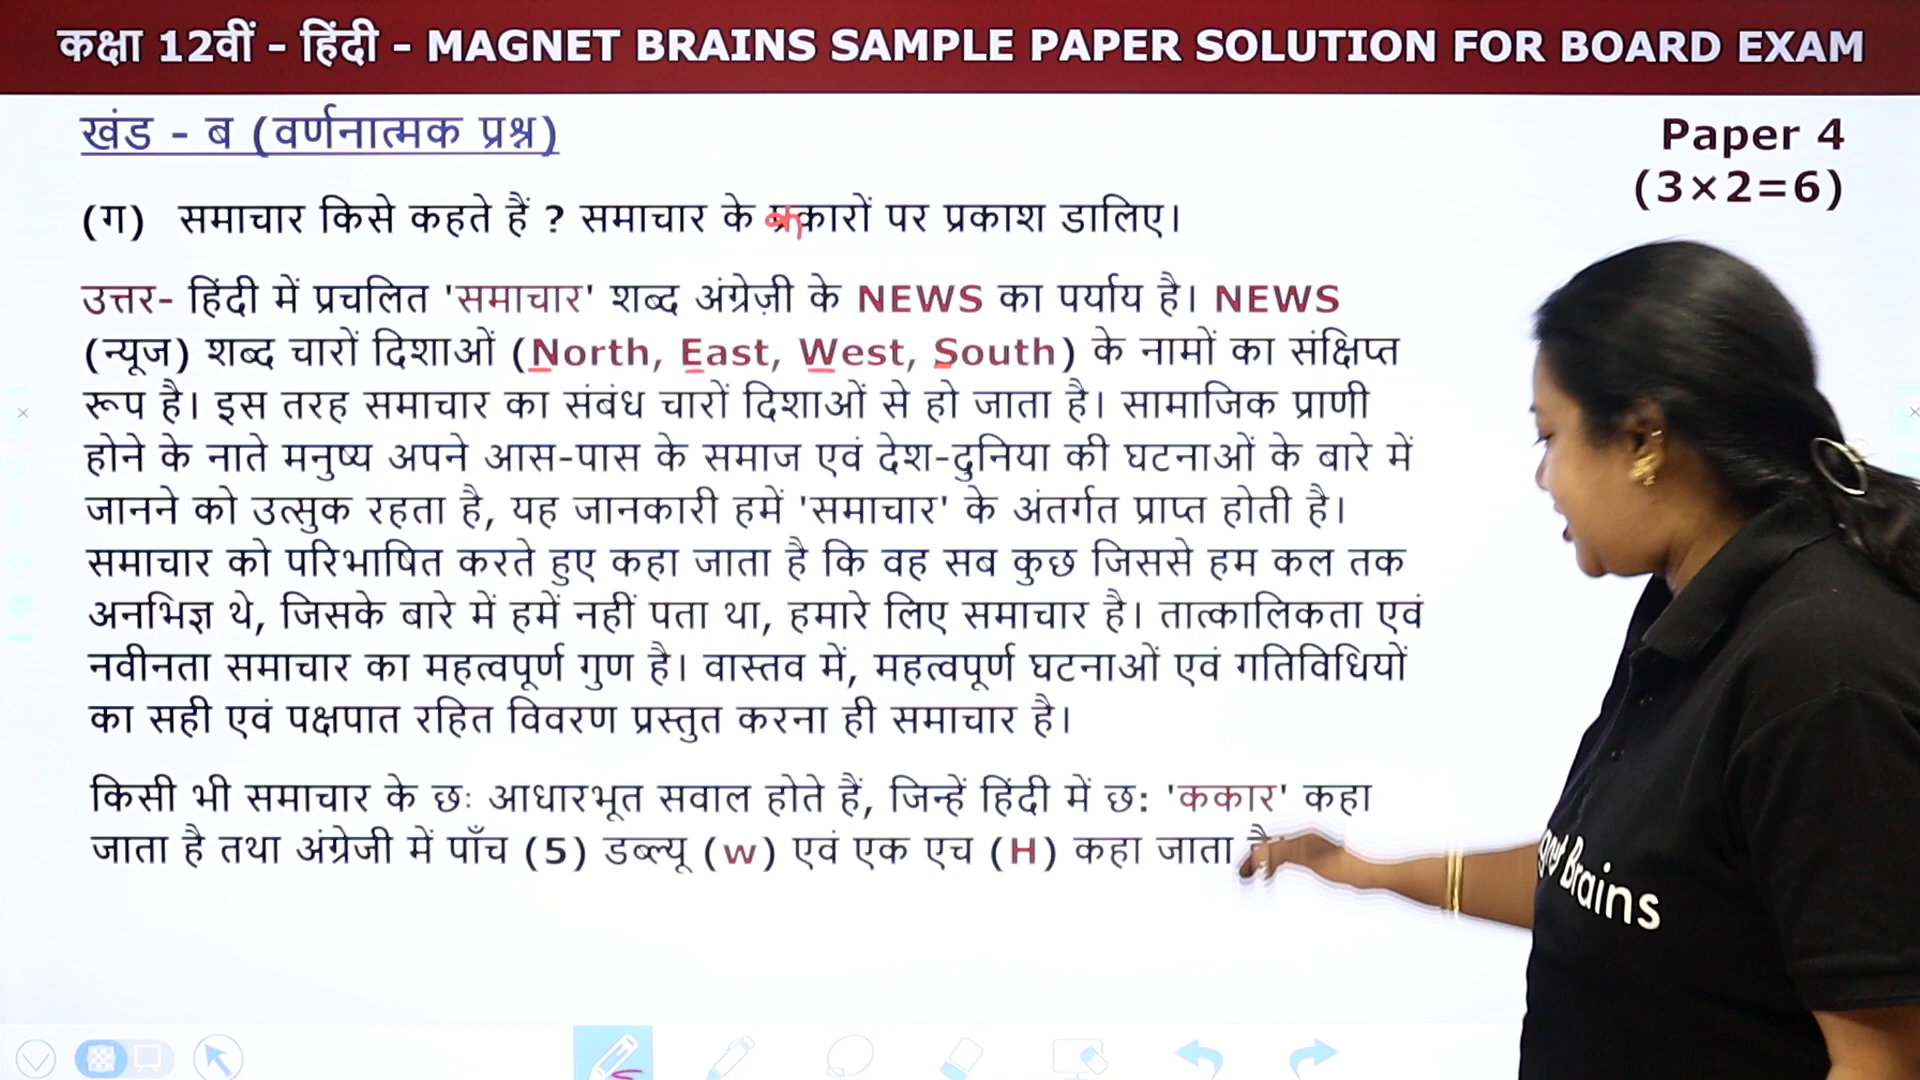 कक्षा 12वीं - हिंदी - MAGNET BRAINS SAMPLE PAPER SOLUTION FOR BOARD EXAM
खंड - ब (वर्णनात्मक प्रश्न)
Paper 4
(3×2=6)
(ग) समाचार किसे कहते हैं ? समाचार के प्रकारों पर प्रकाश डालिए।
उत्तर- हिंदी में प्रचलित 'समाचार' शब्द अंग्रेज़ी के NEWS का पर्याय है। NEWS
(न्यूज) शब्द चारों दिशाओं (North, East, West, South) के नामों का संक्षिप्त
रूप है। इस तरह समाचार का संबंध चारों दिशाओं से हो जाता है। सामाजिक प्राणी
होने के नाते मनुष्य अपने आस-पास के समाज एवं देश-दुनिया की घटनाओं के बारे में
जानने को उत्सुक रहता है, यह जानकारी हमें 'समाचार' के अंतर्गत प्राप्त होती है।
समाचार को परिभाषित करते हुए कहा जाता है कि वह सब कुछ जिससे हम कल तक
अनभिज्ञ थे, जिसके बारे में हमें नहीं पता था, हमारे लिए समाचार है। तात्कालिकता एवं
नवीनता समाचार का महत्वपूर्ण गुण है। वास्तव में, महत्वपूर्ण घटनाओं एवं गतिविधियों
का सही एवं पक्षपात रहित विवरण प्रस्तुत करना ही समाचार है।
किसी भी समाचार के छः आधारभूत सवाल होते हैं, जिन्हें हिंदी में छ: 'ककार' कहा
जाता है तथा अंग्रेजी में पाँच (5) डब्ल्यू (w) एवं एक एच (H) कहा जाता है
Brains